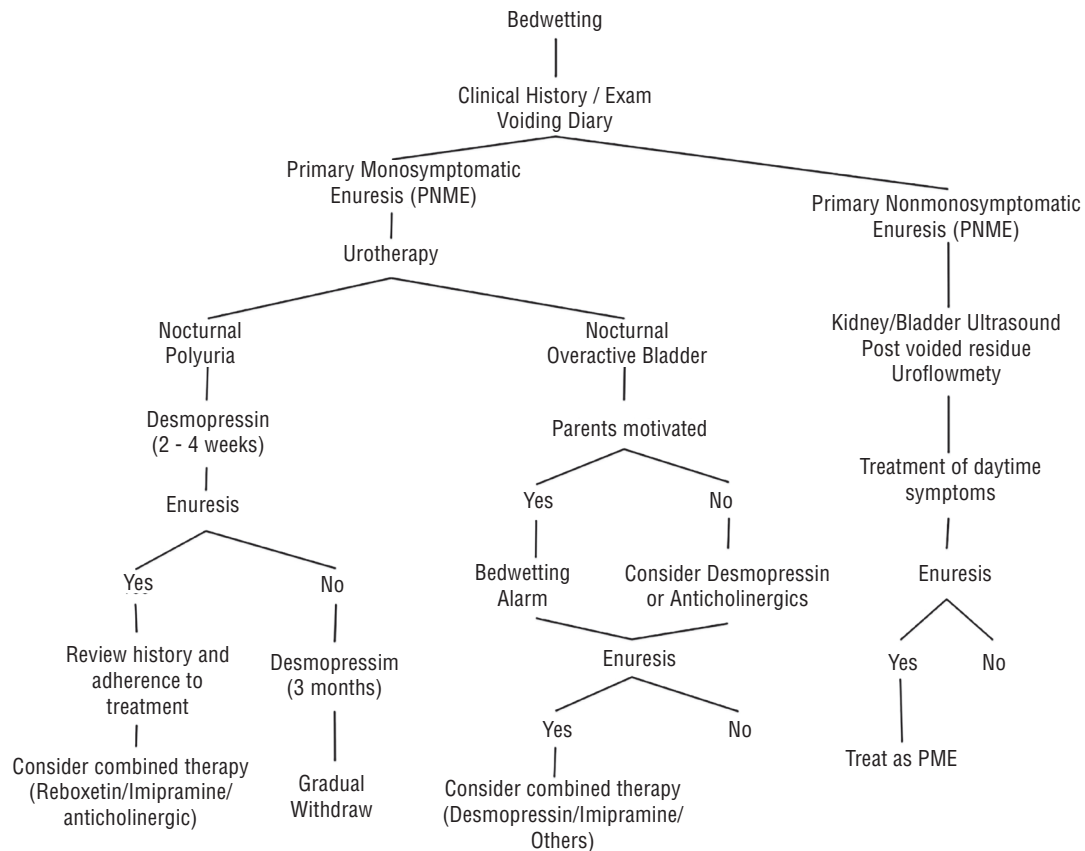 Bedwetting
Clinical History / Exam
Voiding Diary
Primary Monosymptomatic
Enuresis (PNME)
Primary Nonmonosymptomatic
Enuresis (PNME)
Urotherapy
Nocturnal
Polyuria
Nocturnal
Overactive Bladder
Kidney/Bladder Ultrasound
Post voided residue
Uroflowmety
Desmopressin
(2 - 4 weeks)
Parents motivated
Treatment of daytime
symptoms
Enuresis
Yes
No
Yes
No
Bedwetting
Alarm
Consider Desmopressin
or Anticholinergics
Enuresis
Yes
No
Review history and
adherence to
treatment
Desmopressim
(3 months)
Enuresis
Yes
No
Yes
No
Consider combined therapy
(Reboxetin/Imipramine/
anticholinergic)
Gradual
Withdraw
Consider combined therapy
(Desmopressin/Imipramine/
Others)
Treat as PME